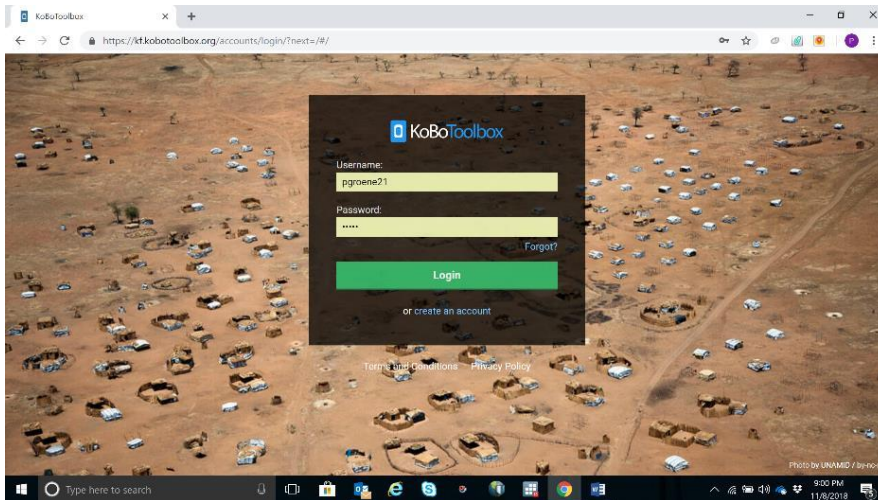 KoBoToolbox
https://kf.kobotoolbox.org/accounts/login/?next=/#/
P
KoBoToolbox
Username:
pgroene21
Password:
•••••
Forgot?
Login
or create an account
Terms and Conditions Privacy Policy
Photo by UNAMID / by-nc-
Type here to search
9:00 PM
11/8/2018